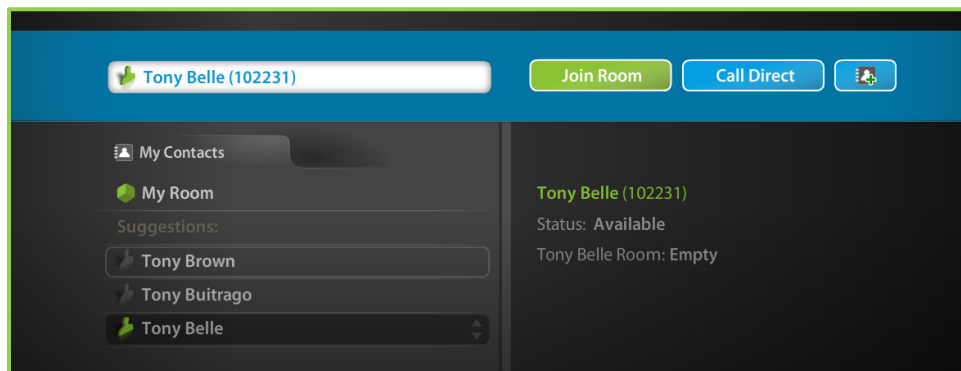 Tony Belle (102231)
Join Room
Call Direct
My Contacts
My Room
Suggestions:
Tony Brown
Tony Buitrago
Tony Belle
Tony Belle (102231)
Status: Available
Tony Belle Room: Empty